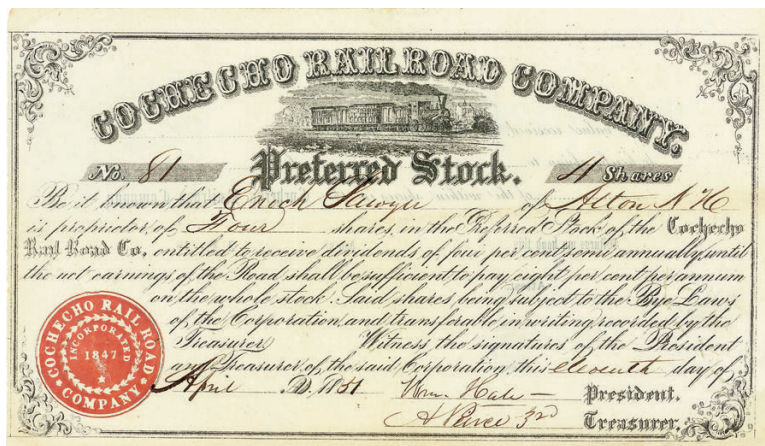 COCHECHO RAILROAD COMPANY.
Preferred Stock.
No. 81 4 Shares
Be it known that Enoch Sawyer of Alton N H
is proprietor of Four shares, in the Preferred Stock of the Cochecho
Rail Road Co. entitled to receive dividends of four per cent, semi annually, until
the net earnings of the Road, shall be sufficient to pay eight per cent per annum
on the whole stock. Said shares being subject to the Bye Laws
of the Corporation, and transferable in writing recorded by the
Treasurer. Witness, the signatures of the President
and Treasurer of the said Corporation, this eleventh day of
April A.D. 1851
Wm. Hale President.
A Peirce 3rd Treasurer.
COCHECHO RAIL ROAD
COMPANY
INCORPORATED
1847